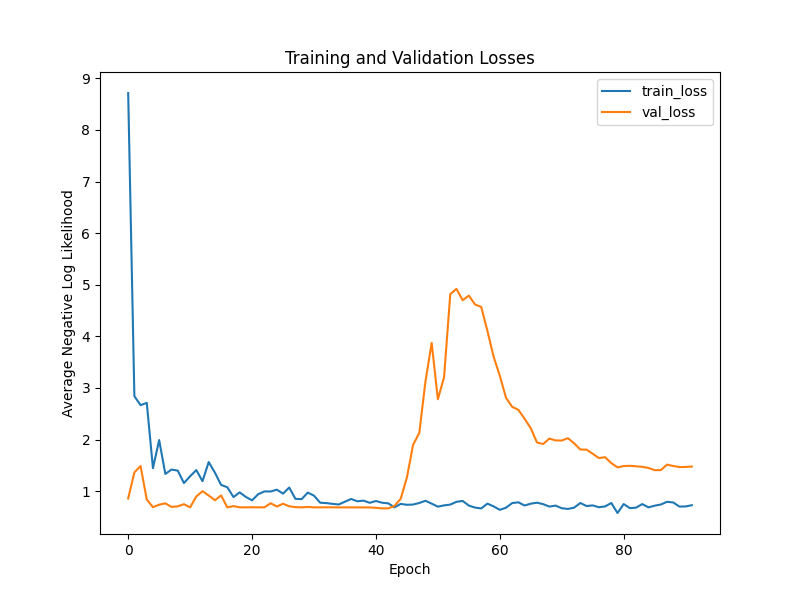 Training and Validation Losses
train_loss
val_loss
Average Negative Log Likelihood
9
8
7
6
5
4
3
2
1
0 20 40 60 80
Epoch